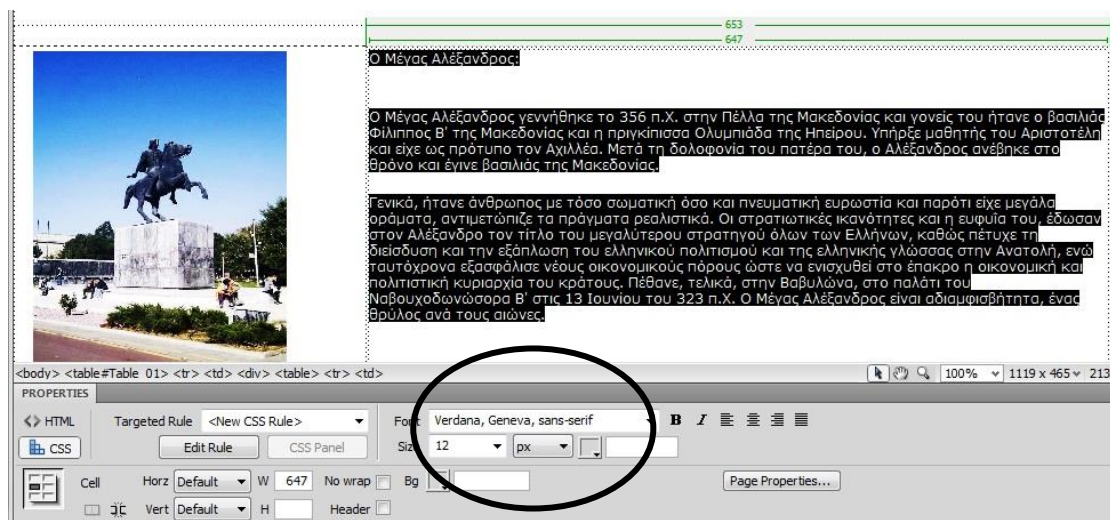 653
647
Ο Μέγας Αλέξανδρος:
Ο Μέγας Αλέξανδρος γεννήθηκε το 356 π.Χ. στην Πέλλα της Μακεδονίας και γονείς του ήτανε ο βασιλιάς
Φίλιππος Β' της Μακεδονίας και η πριγκίπισσα Ολυμπιάδα της Ηπείρου. Υπήρξε μαθητής του Αριστοτέλη
και είχε ως πρότυπο τον Αχιλλέα. Μετά τη δολοφονία του πατέρα του, ο Αλέξανδρος ανέβηκε στο
θρόνο και έγινε βασιλιάς της Μακεδονίας.
Γενικά, ήτανε άνθρωπος με τόσο σωματική όσο και πνευματική ευρωστία και παρότι είχε μεγάλα
οράματα, αντιμετώπιζε τα πράγματα ρεαλιστικά. Οι στρατιωτικές ικανότητες και η ευφυΐα του, έδωσαν
στον Αλέξανδρο τον τίτλο του μεγαλύτερου στρατηγού όλων των Ελλήνων, καθώς πέτυχε τη
διείσδυση και την εξάπλωση του ελληνικού πολιτισμού και της ελληνικής γλώσσας στην Ανατολή, ενώ
ταυτόχρονα εξασφάλισε νέους οικονομικούς πόρους ώστε να ενισχυθεί στο έπακρο η οικονομική και
πολιτιστική κυριαρχία του κράτους. Πέθανε, τελικά, στην Βαβυλώνα, στο παλάτι του
Ναβουχοδωνώσορα Β' στις 13 Ιουνίου του 323 π.Χ. Ο Μέγας Αλέξανδρος είναι αδιαμφισβήτητα, ένας
θρύλος ανά τους αιώνες.
<body> <table#Table 01> <tr> <td> <div> <table> <tr> <td> 100% 1119 x 465 213
PROPERTIES
<> HTML Targeted Rule <New CSS Rule> Font Verdana, Geneva, sans-serif B I
CSS Edit Rule CSS Panel Size 12 px
Cell Horz Default W 647 No wrap Bg Page Properties...
Vert Default H Header